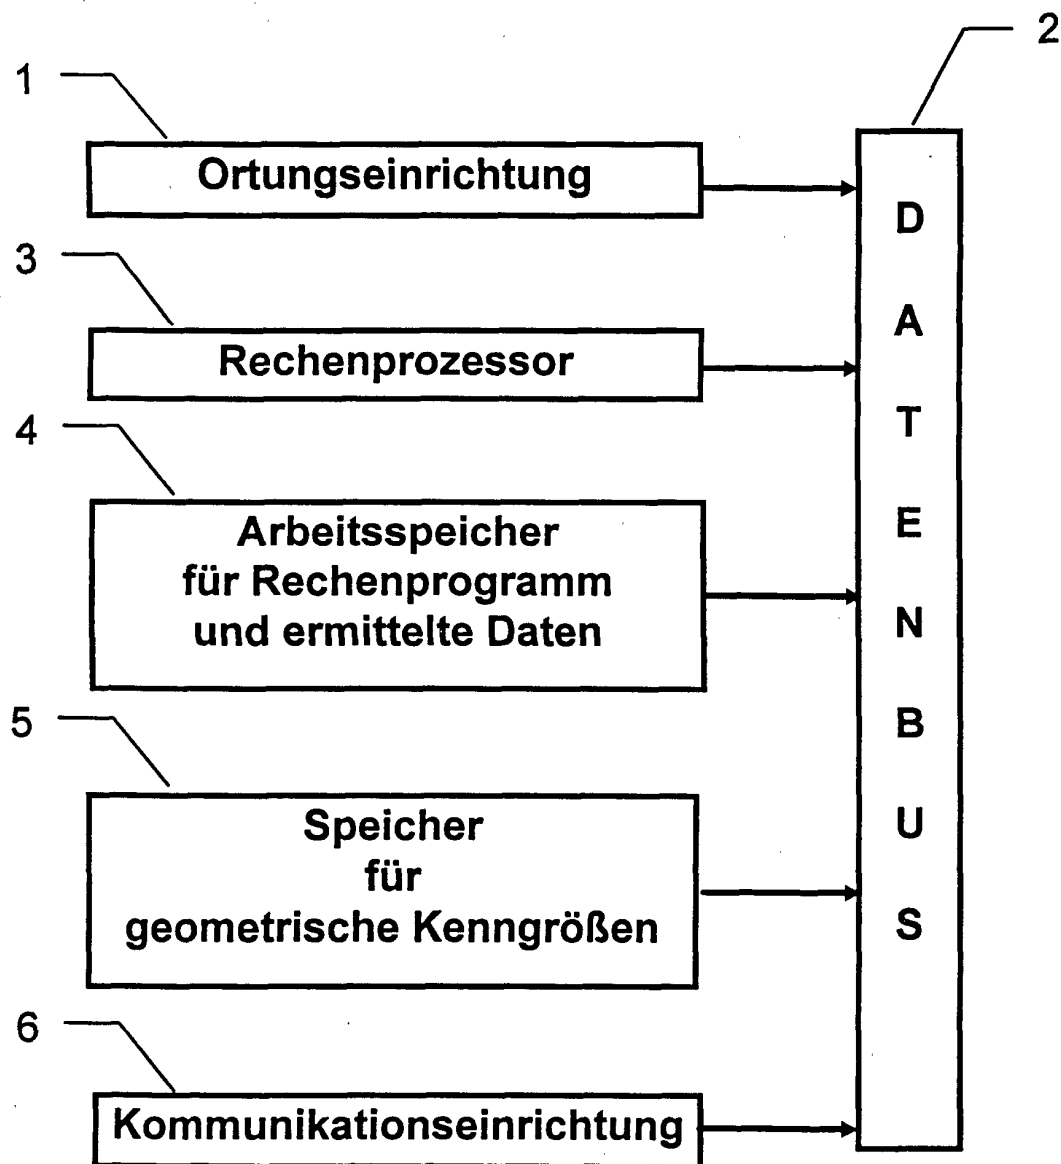 2
1
Ortungseinrichtung
3
Rechenprozessor
4
Arbeitsspeicher
für Rechenprogramm
und ermittelte Daten
5
Speicher
für
geometrische Kenngrößen
6
Kommunikationseinrichtung
D
A
T
E
N
B
U
S